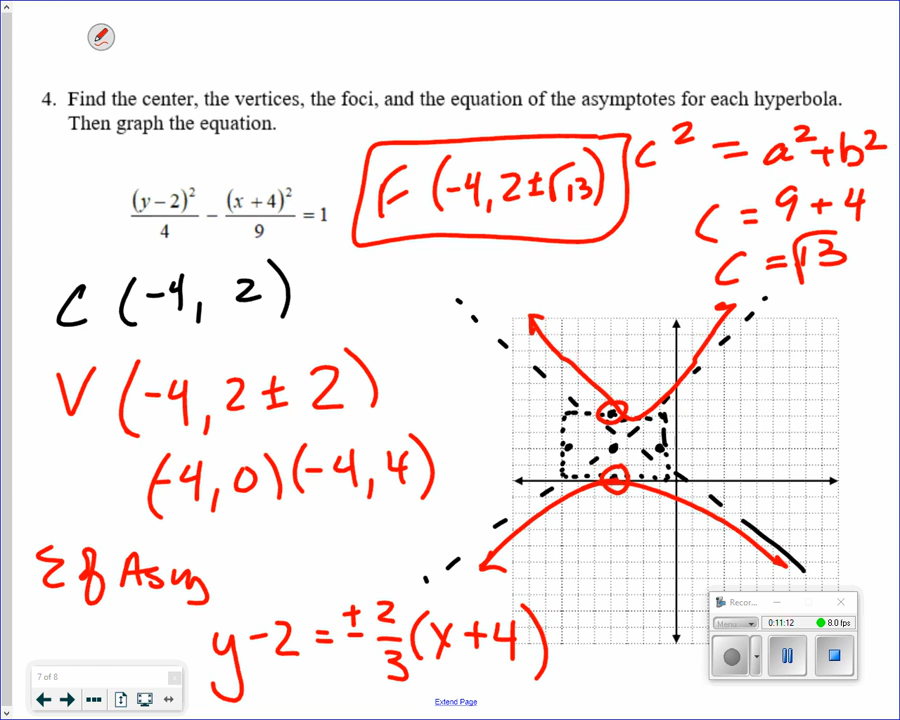 4. Find the center, the vertices, the foci, and the equation of the asymptotes for each hyperbola.
Then graph the equation.
(y−2)²/4 − (x+4)²/9 = 1
F (-4, 2±√13)
c² = a²+b²
c = 9+4
c = √13
C (-4, 2)
V (-4, 2±2)
(-4, 0) (-4, 4)
E of Asym
y-2 = ±2/3 (x+4)
Recor...
Menu
0:11:12
8.0 fps
7 of 8
Extend Page